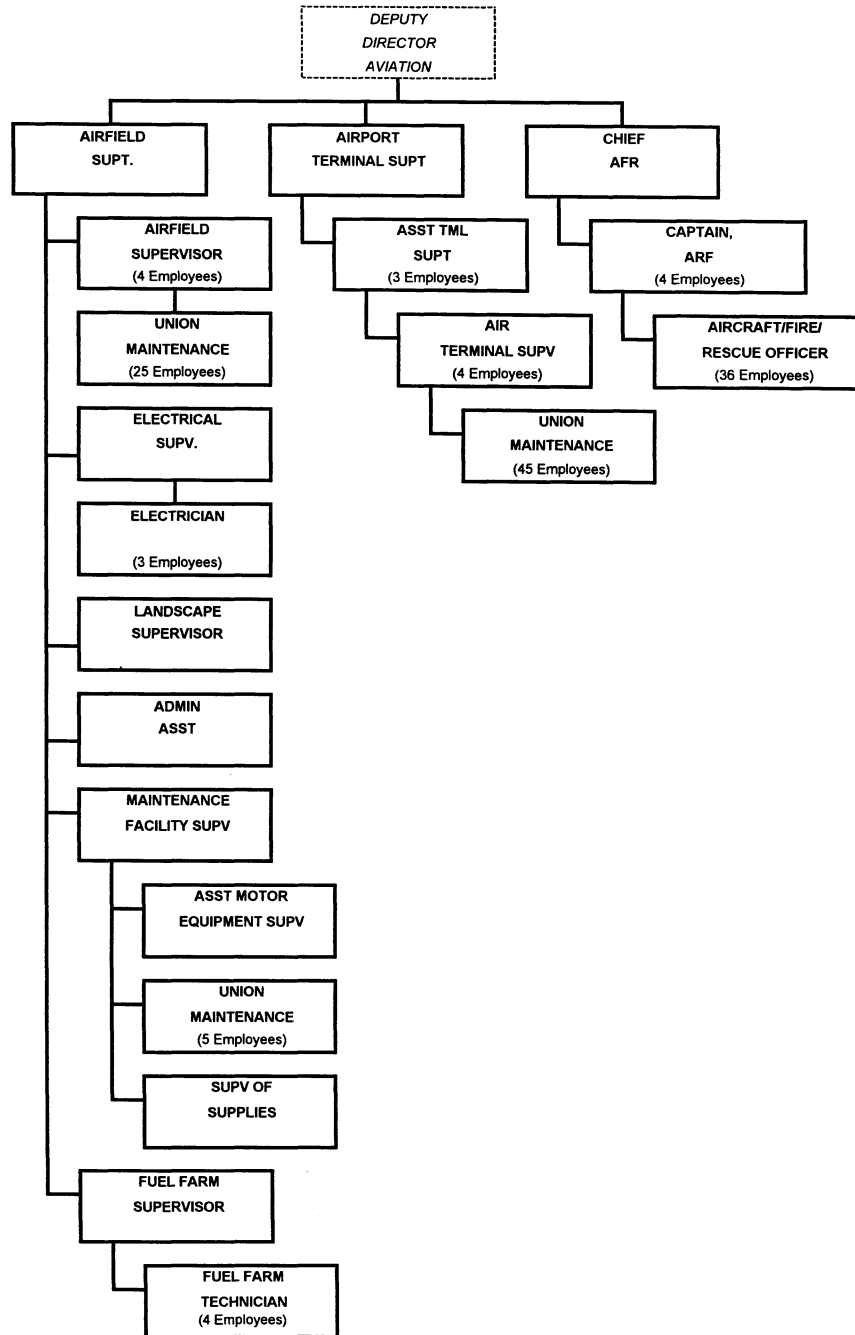 DEPUTY
DIRECTOR
AVIATION
AIRFIELD
SUPT.
AIRPORT
TERMINAL SUPT
CHIEF
AFR
AIRFIELD
SUPERVISOR
(4 Employees)
UNION
MAINTENANCE
(25 Employees)
ELECTRICAL
SUPV.
ELECTRICIAN
(3 Employees)
LANDSCAPE
SUPERVISOR
ADMIN
ASST
MAINTENANCE
FACILITY SUPV
ASST MOTOR
EQUIPMENT SUPV
UNION
MAINTENANCE
(5 Employees)
SUPV OF
SUPPLIES
FUEL FARM
SUPERVISOR
FUEL FARM
TECHNICIAN
(4 Employees)
ASST TML
SUPT
(3 Employees)
AIR
TERMINAL SUPV
(4 Employees)
UNION
MAINTENANCE
(45 Employees)
CAPTAIN,
ARF
(4 Employees)
AIRCRAFT/FIRE/
RESCUE OFFICER
(36 Employees)